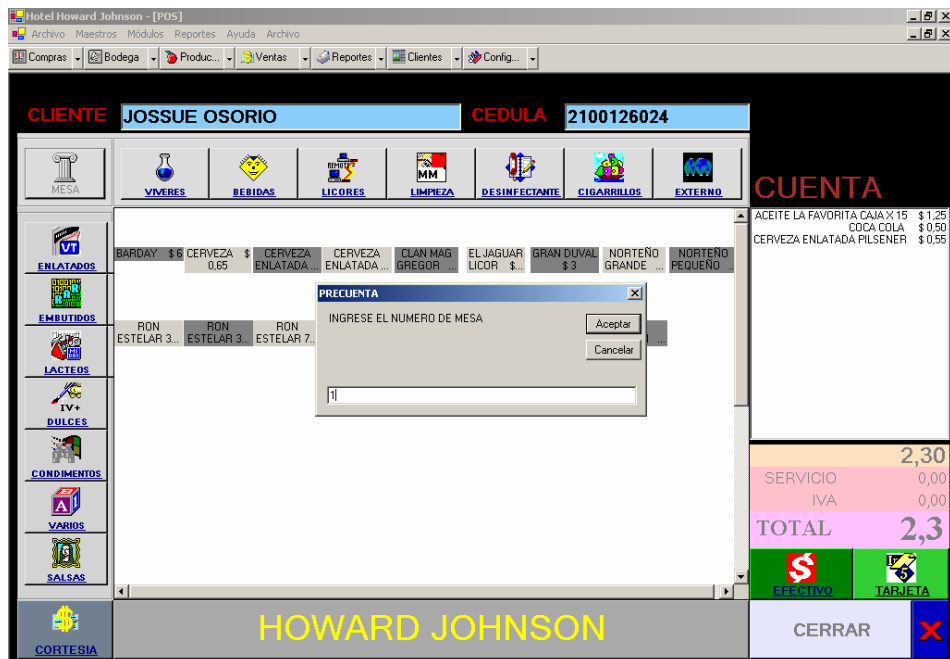 Hotel Howard Johnson - [POS]
Archivo Maestros Módulos Reportes Ayuda Archivo
Compras Bodega Produc... Ventas Reportes Clientes Config...
CLIENTE JOSSUE OSORIO CEDULA 2100126024
MESA VIVERES BEBIDAS LICORES LIMPIEZA DESINFECTANTE CIGARRILLOS EXTERNO
CUENTA
ACEITE LA FAVORITA CAJA X 15 $ 1,25
COCA COLA $ 0,50
CERVEZA ENLATADA PILSENER $ 0,55
ENLATADOS
EMBUTIDOS
LACTEOS
DULCES
CONDIMENTOS
VARIOS
SALSAS
BARDAY $ 6 CERVEZA $ CERVEZA CERVEZA CLAN MAG EL JAGUAR GRAN DUVAL NORTEÑO NORTEÑO
0,65 ENLATADA ... ENLATADA ... GREGOR ... LICOR $... $ 3 GRANDE ... PEQUEÑO ..
RON RON RON
ESTELAR 3... ESTELAR 3... ESTELAR 7.. ...
PRECUENTA
INGRESE EL NUMERO DE MESA
Aceptar
Cancelar
1
2,30
SERVICIO 0,00
IVA 0,00
TOTAL 2,3
EFECTIVO TARJETA
CORTESIA HOWARD JOHNSON CERRAR